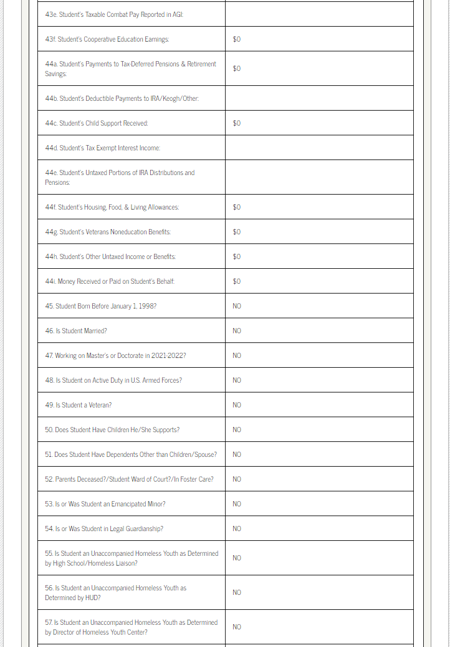 43e. Student's Taxable Combat Pay Reported in AGI:
43f. Student's Cooperative Education Earnings: $0
44a. Student's Payments to Tax-Deferred Pensions & Retirement
Savings: $0
44b. Student's Deductible Payments to IRA/Keogh/Other:
44c. Student's Child Support Received: $0
44d. Student's Tax Exempt Interest Income:
44e. Student's Untaxed Portions of IRA Distributions and
Pensions:
44f. Student's Housing, Food, & Living Allowances: $0
44g. Student's Veterans Noneducation Benefits: $0
44h. Student's Other Untaxed Income or Benefits: $0
44i. Money Received or Paid on Student's Behalf: $0
45. Student Born Before January 1, 1998? NO
46. Is Student Married? NO
47. Working on Master's or Doctorate in 2021-2022? NO
48. Is Student on Active Duty in U.S. Armed Forces? NO
49. Is Student a Veteran? NO
50. Does Student Have Children He/She Supports? NO
51. Does Student Have Dependents Other than Children/Spouse? NO
52. Parents Deceased?/Student Ward of Court?/In Foster Care? NO
53. Is or Was Student an Emancipated Minor? NO
54. Is or Was Student in Legal Guardianship? NO
55. Is Student an Unaccompanied Homeless Youth as Determined
by High School/Homeless Liaison? NO
56. Is Student an Unaccompanied Homeless Youth as
Determined by HUD? NO
57. Is Student an Unaccompanied Homeless Youth as Determined
by Director of Homeless Youth Center? NO